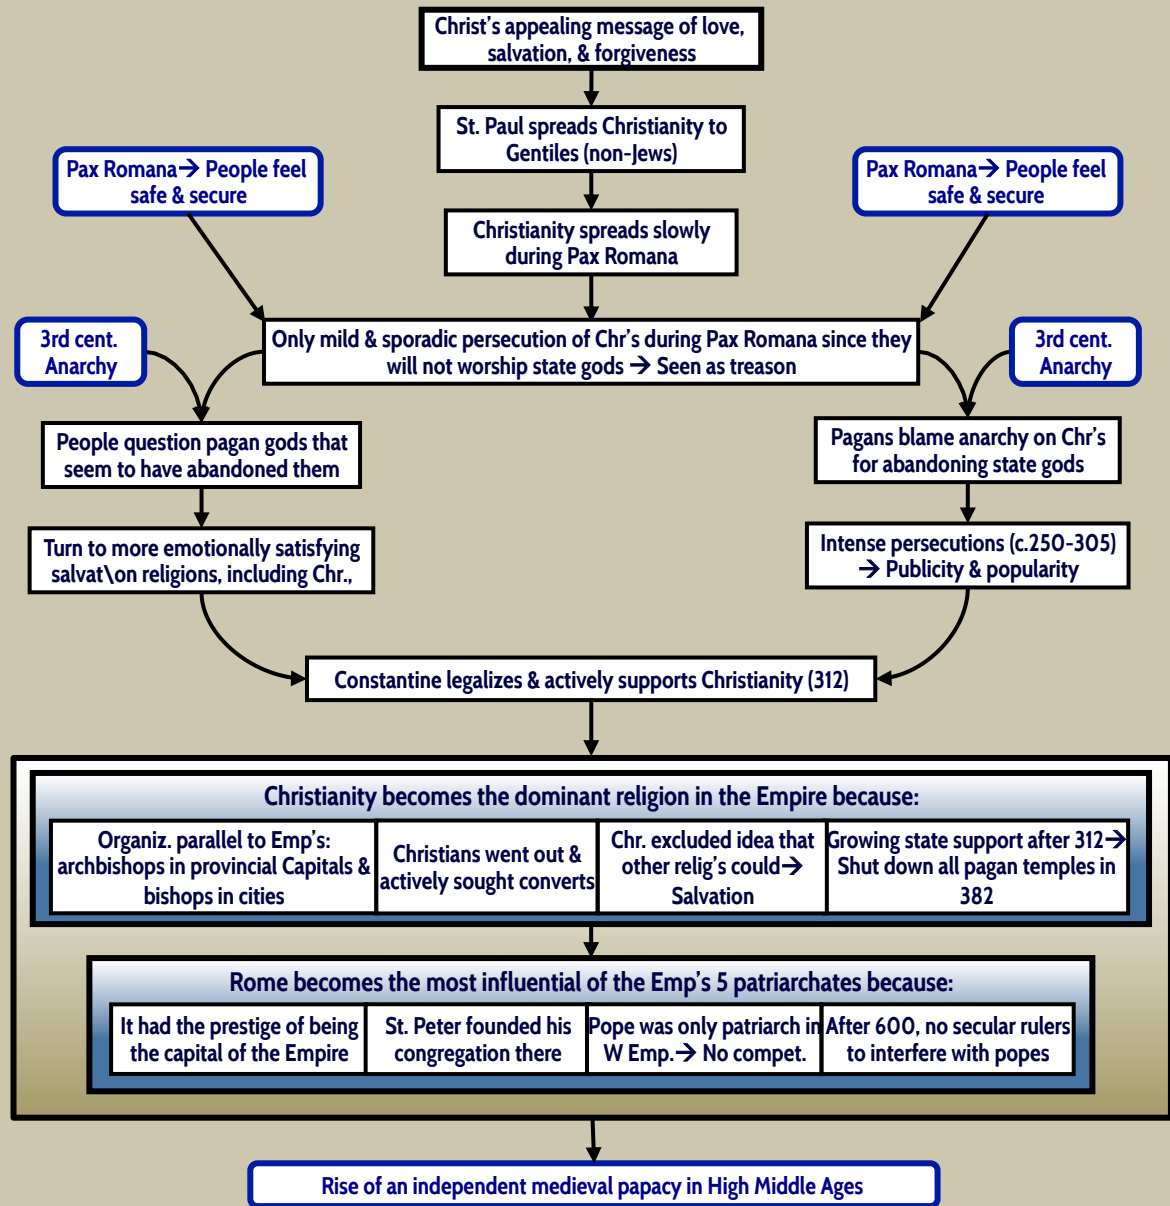 Christ's appealing message of love,
salvation, & forgiveness
St. Paul spreads Christianity to
Gentiles (non-Jews)
Pax Romana→ People feel
safe & secure
Pax Romana→ People feel
safe & secure
Christianity spreads slowly
during Pax Romana
3rd cent.
Anarchy
Only mild & sporadic persecution of Chr's during Pax Romana since they
will not worship state gods → Seen as treason
3rd cent.
Anarchy
People question pagan gods that
seem to have abandoned them
Pagans blame anarchy on Chr's
for abandoning state gods
Turn to more emotionally satisfying
salvat\on religions, including Chr.,
Intense persecutions (c.250-305)
→ Publicity & popularity
Constantine legalizes & actively supports Christianity (312)
Christianity becomes the dominant religion in the Empire because:
Organiz. parallel to Emp's:
archbishops in provincial Capitals &
bishops in cities
Christians went out &
actively sought converts
Chr. excluded idea that
other relig's could→
Salvation
Growing state support after 312→
Shut down all pagan temples in
382
Rome becomes the most influential of the Emp's 5 patriarchates because:
It had the prestige of being
the capital of the Empire
St. Peter founded his
congregation there
Pope was only patriarch in
W Emp.→ No compet.
After 600, no secular rulers
to interfere with popes
Rise of an independent medieval papacy in High Middle Ages